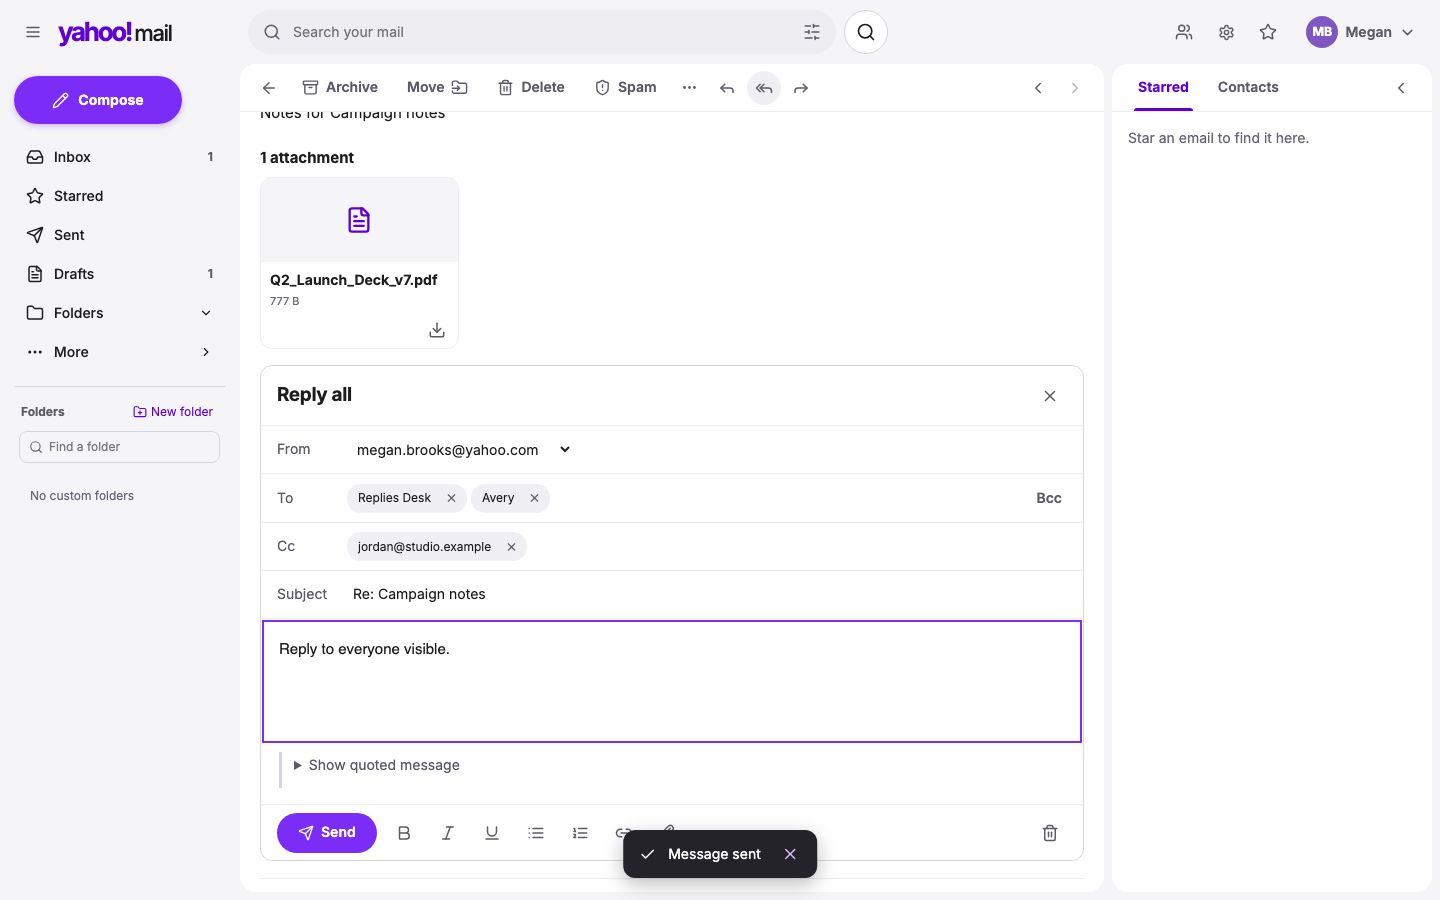 yahoo!mail
Search your mail
MB Megan
Compose
Inbox 1
Starred
Sent
Drafts 1
Folders
More
Folders New folder
Find a folder
No custom folders
Archive Move Delete Spam
Notes for Campaign notes
1 attachment
Q2_Launch_Deck_v7.pdf
777 B
Reply all
From megan.brooks@yahoo.com
To Replies Desk Avery Bcc
Cc jordan@studio.example
Subject Re: Campaign notes
Reply to everyone visible.
Show quoted message
Send
Message sent
Starred Contacts
Star an email to find it here.